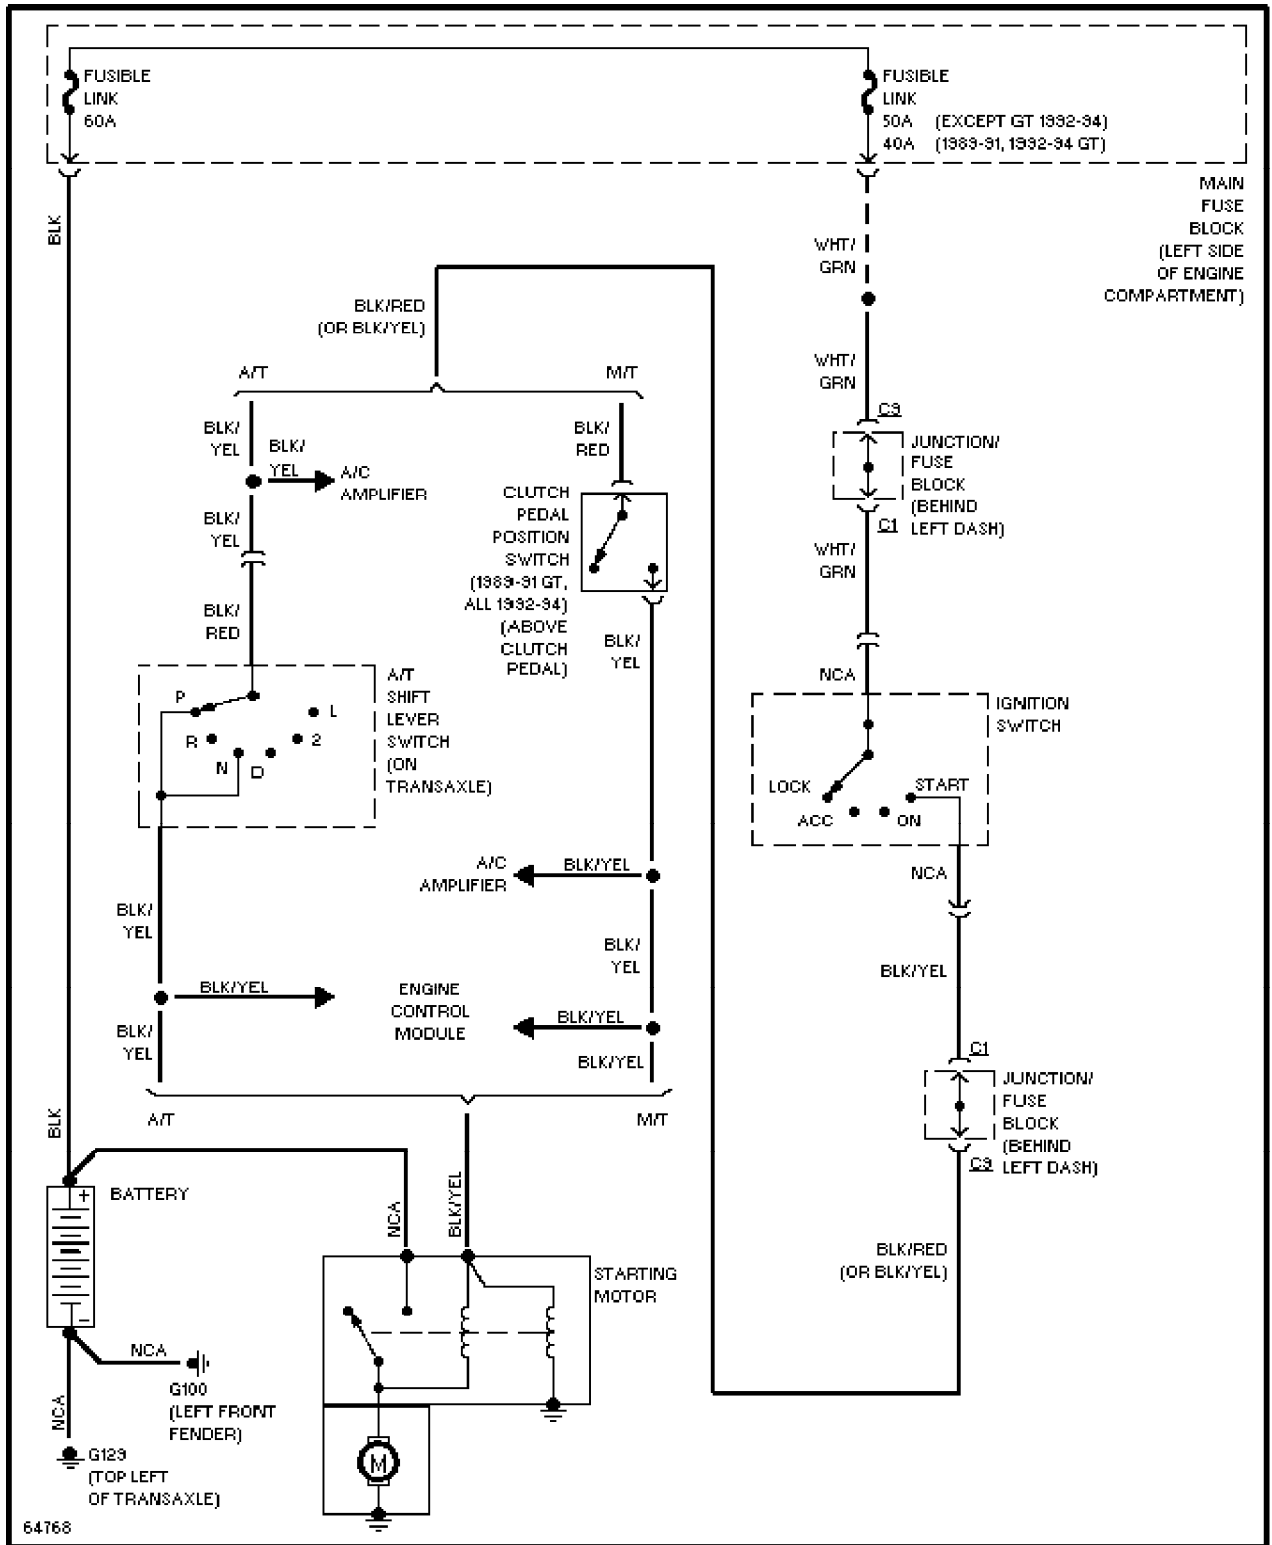 FUSIBLE
LINK
60A
FUSIBLE
LINK
50A (EXCEPT GT 1992-94)
40A (1989-91, 1992-94 GT)
MAIN
FUSE
BLOCK
(LEFT SIDE
OF ENGINE
COMPARTMENT)
BLK
WHT/
GRN
BLK/RED
(OR BLK/YEL)
WHT/
GRN
A/T
M/T
C9
BLK/
YEL
BLK/
YEL
A/C
AMPLIFIER
BLK/
RED
JUNCTION/
FUSE
BLOCK
(BEHIND
LEFT DASH)
C1
BLK/
YEL
CLUTCH
PEDAL
POSITION
SWITCH
(1989-91 GT,
ALL 1992-94)
(ABOVE
CLUTCH
PEDAL)
WHT/
GRN
BLK/
RED
BLK/
YEL
NCA
A/T
SHIFT
LEVER
SWITCH
(ON
TRANSAXLE)
P
R
N
D
2
L
IGNITION
SWITCH
LOCK
START
ACC
ON
A/C
AMPLIFIER
BLK/YEL
NCA
BLK/
YEL
BLK/
YEL
BLK/YEL
BLK/YEL
ENGINE
CONTROL
MODULE
BLK/YEL
BLK/
YEL
BLK/YEL
C1
JUNCTION/
FUSE
BLOCK
(BEHIND
LEFT DASH)
C9
BLK
A/T
M/T
+
BATTERY
-
NCA
BLK/YEL
BLK/RED
(OR BLK/YEL)
STARTING
MOTOR
NCA
G100
(LEFT FRONT
FENDER)
NCA
G129
(TOP LEFT
OF TRANSAXLE)
M
64768